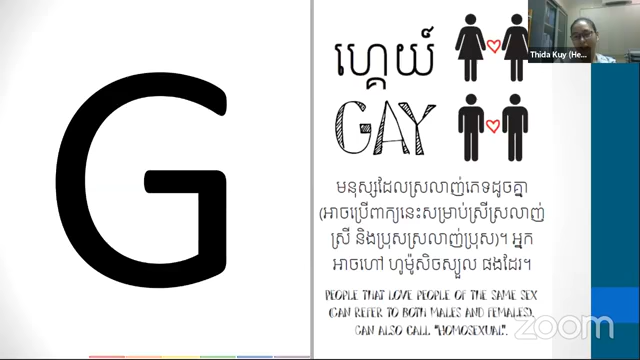 G
ហ្គេយ៍
GAY
មនុស្សដែលស្រលាញ់ភេទដូចគ្នា
(អាចប្រើពាក្យនេះសម្រាប់ស្រីស្រលាញ់
ស្រី និងប្រុសស្រលាញ់ប្រុស)។ អ្នក
អាចហៅ ហូម៉ូសិចស្យួល ផងដែរ។
PEOPLE THAT LOVE PEOPLE OF THE SAME SEX
(CAN REFER TO BOTH MALES AND FEMALES).
CAN ALSO CALL "HOMOSEXUAL".
Thida Kuy (He...
zoom